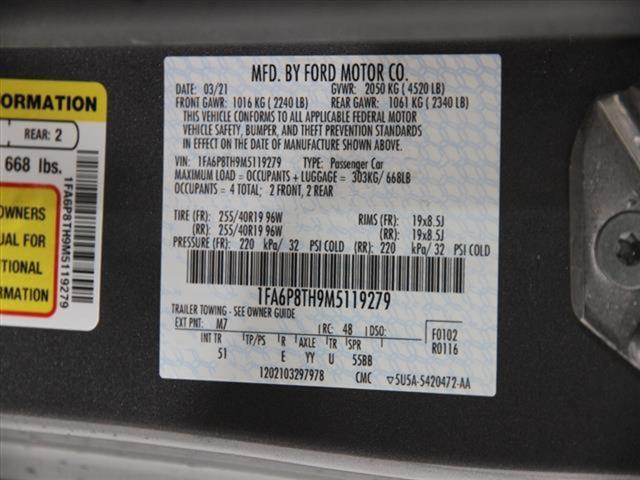 ORMATION
REAR: 2
668 lbs.
OWNERS
UAL FOR
TIONAL
ION
1FA6P8TH9M5119279
MFD. BY FORD MOTOR CO.
DATE: 03/21 GVWR: 2050 KG ( 4520 LB)
FRONT GAWR: 1016 KG ( 2240 LB) REAR GAWR: 1061 KG ( 2340 LB)
THIS VEHICLE CONFORMS TO ALL APPLICABLE FEDERAL MOTOR
VEHICLE SAFETY, BUMPER, AND THEFT PREVENTION STANDARDS IN
EFFECT ON THE DATE OF MANUFACTURE SHOWN ABOVE.
VIN: 1FA6P8TH9M5119279 TYPE: Passenger Car
MAXIMUM LOAD = OCCUPANTS + LUGGAGE = 303KG/ 668LB
OCCUPANTS = 4 TOTAL; 2 FRONT, 2 REAR
TIRE (FR): 255/40R19 96W RIMS (FR): 19x8.5J
(RR): 255/40R19 96W (RR): 19x8.5J
PRESSURE (FR): 220 kPa/ 32 PSI COLD (RR): 220 kPa/ 32 PSI COLD
1FA6P8TH9M5119279
TRAILER TOWING - SEE OWNER GUIDE
EXT PNT: M7 RC: 48 DSO: F0102
INT TR TP/PS R AXLE TR SPR R0116
51 E YY U 55BB
1202103297978 CMC ▽5U5A-5420472-AA